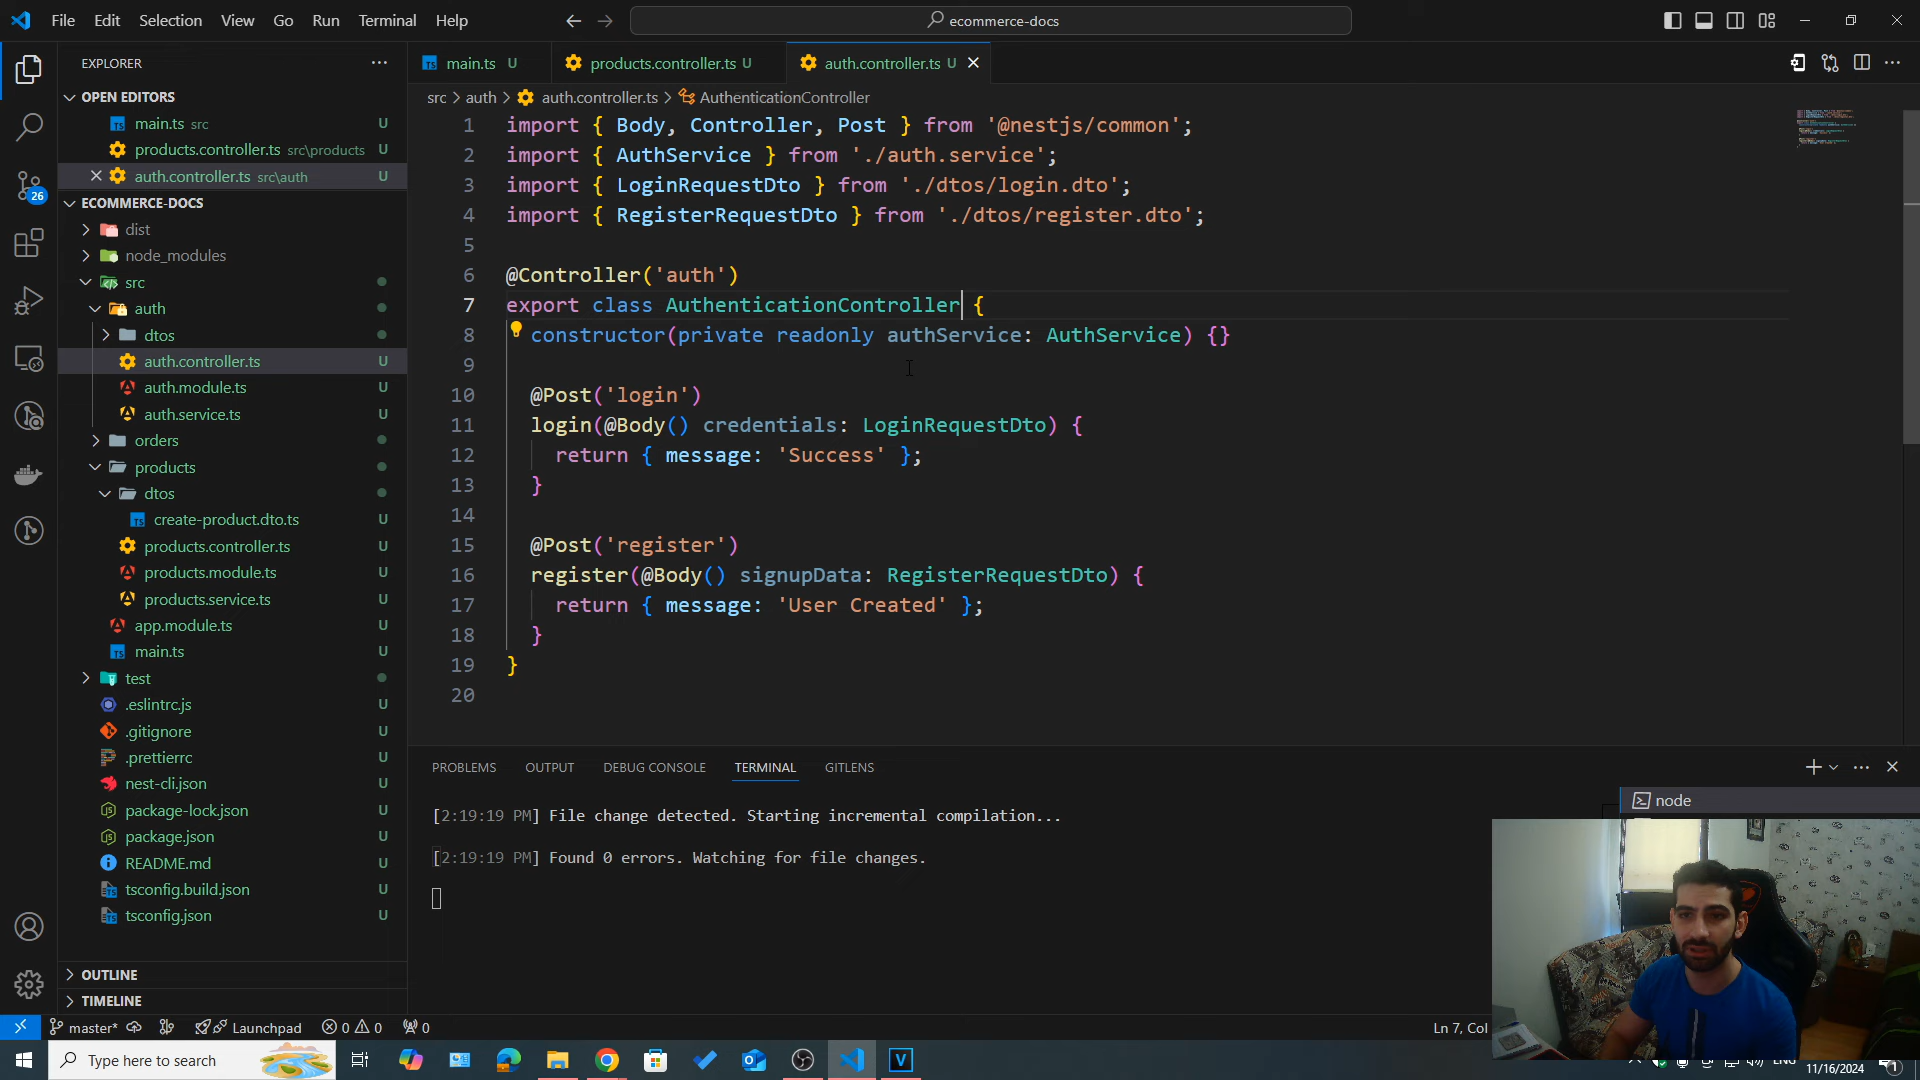 File Edit Selection View Go Run Terminal Help
ecommerce-docs
EXPLORER
OPEN EDITORS
main.ts src U
products.controller.ts src\products U
auth.controller.ts src\auth U
ECOMMERCE-DOCS
dist
node_modules
src
auth
dtos
auth.controller.ts U
auth.module.ts U
auth.service.ts U
orders
products
dtos
create-product.dto.ts U
products.controller.ts U
products.module.ts U
products.service.ts U
app.module.ts U
main.ts U
test
.eslintrc.js U
.gitignore U
.prettierrc U
nest-cli.json U
package-lock.json U
package.json U
README.md U
tsconfig.build.json U
tsconfig.json U
OUTLINE
TIMELINE
26
main.ts U products.controller.ts U auth.controller.ts U
src > auth > auth.controller.ts > AuthenticationController
1 import { Body, Controller, Post } from '@nestjs/common';
2 import { AuthService } from './auth.service';
3 import { LoginRequestDto } from './dtos/login.dto';
4 import { RegisterRequestDto } from './dtos/register.dto';
5
6 @Controller('auth')
7 export class AuthenticationController {
8 constructor(private readonly authService: AuthService) {}
9
10 @Post('login')
11 login(@Body() credentials: LoginRequestDto) {
12 return { message: 'Success' };
13 }
14
15 @Post('register')
16 register(@Body() signupData: RegisterRequestDto) {
17 return { message: 'User Created' };
18 }
19 }
20
PROBLEMS OUTPUT DEBUG CONSOLE TERMINAL GITLENS
node
[2:19:19 PM] File change detected. Starting incremental compilation...
[2:19:19 PM] Found 0 errors. Watching for file changes.
master* Launchpad 0 0 0
Ln 7, Col
Type here to search
V
11/16/2024
1